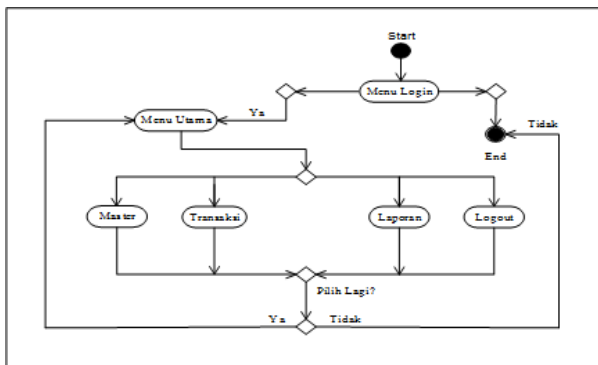 Start
Menu Login
Ya
Menu Utama
Tidak
End
Master
Transaksi
Laporan
Logout
Pilih Lagi?
Ya
Tidak